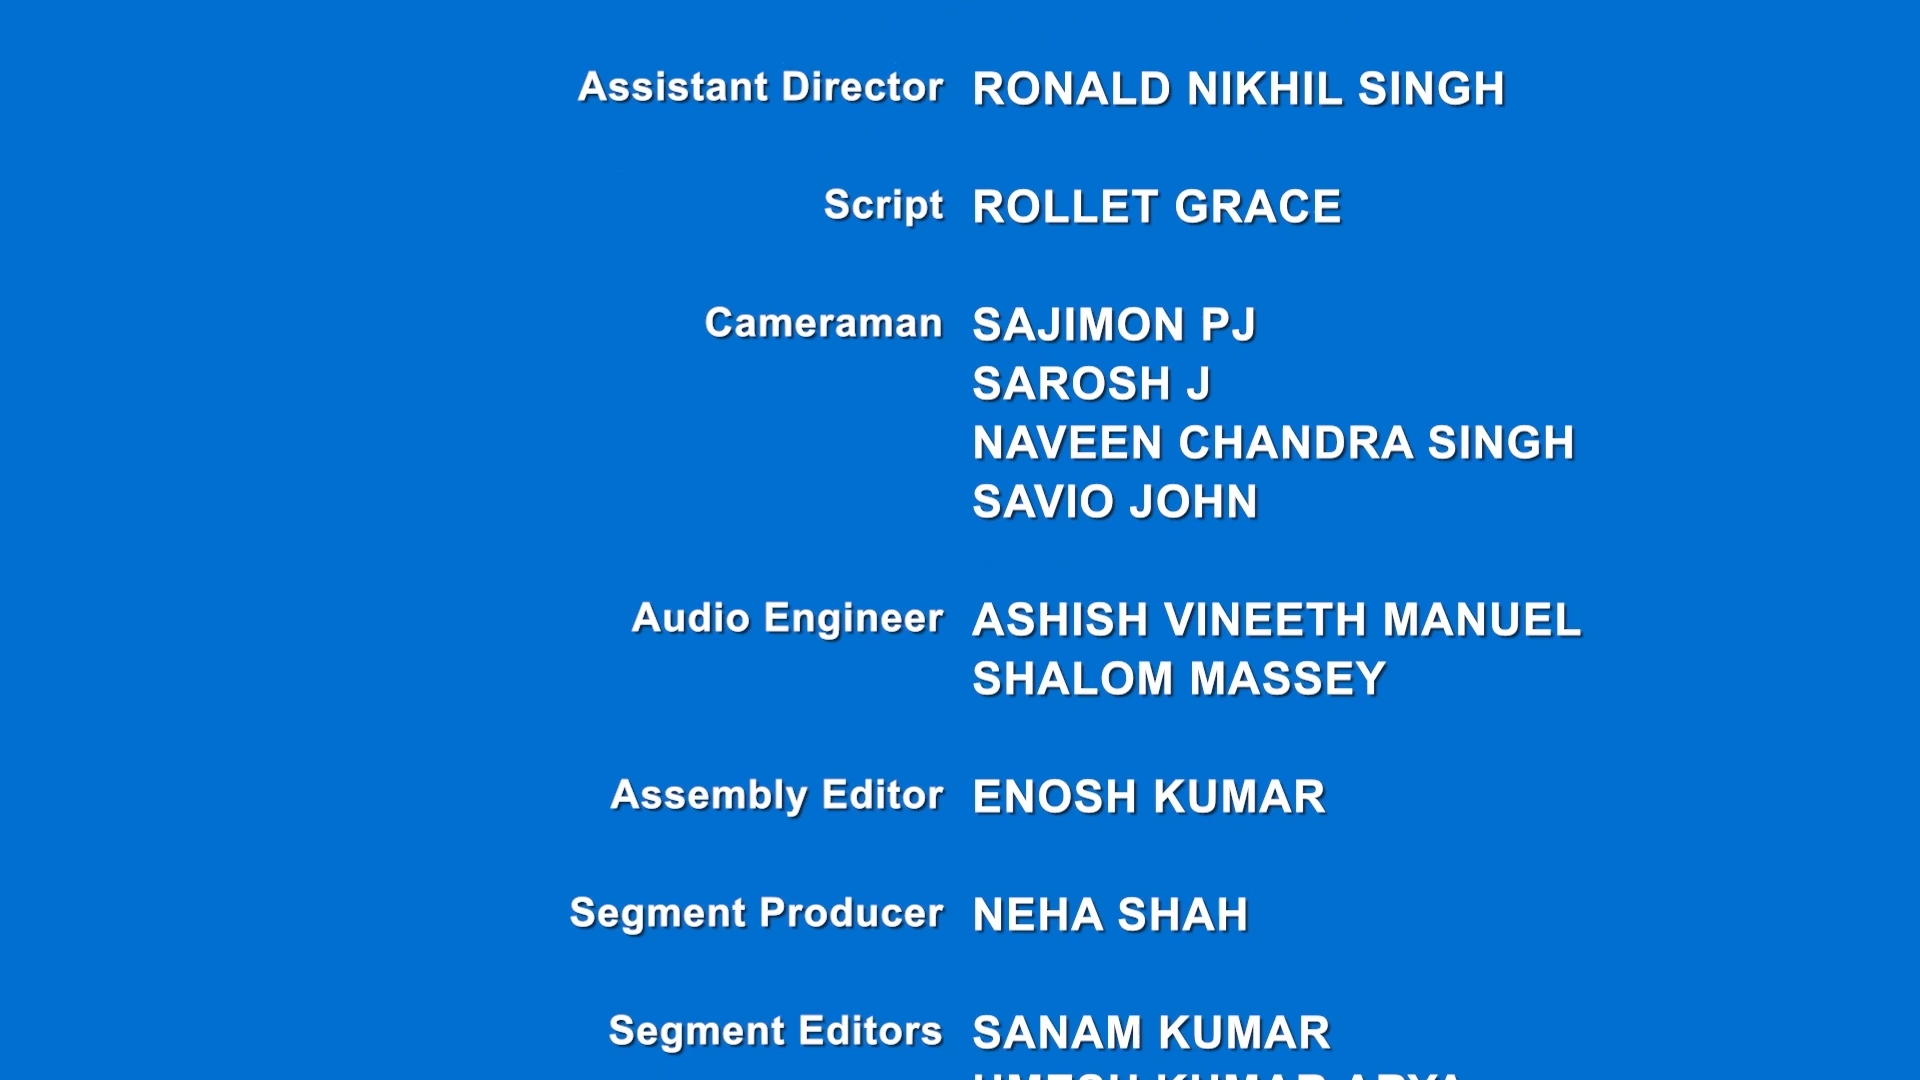 Assistant Director RONALD NIKHIL SINGH
Script ROLLET GRACE
Cameraman SAJIMON PJ
SAROSH J
NAVEEN CHANDRA SINGH
SAVIO JOHN
Audio Engineer ASHISH VINEETH MANUEL
SHALOM MASSEY
Assembly Editor ENOSH KUMAR
Segment Producer NEHA SHAH
Segment Editors SANAM KUMAR